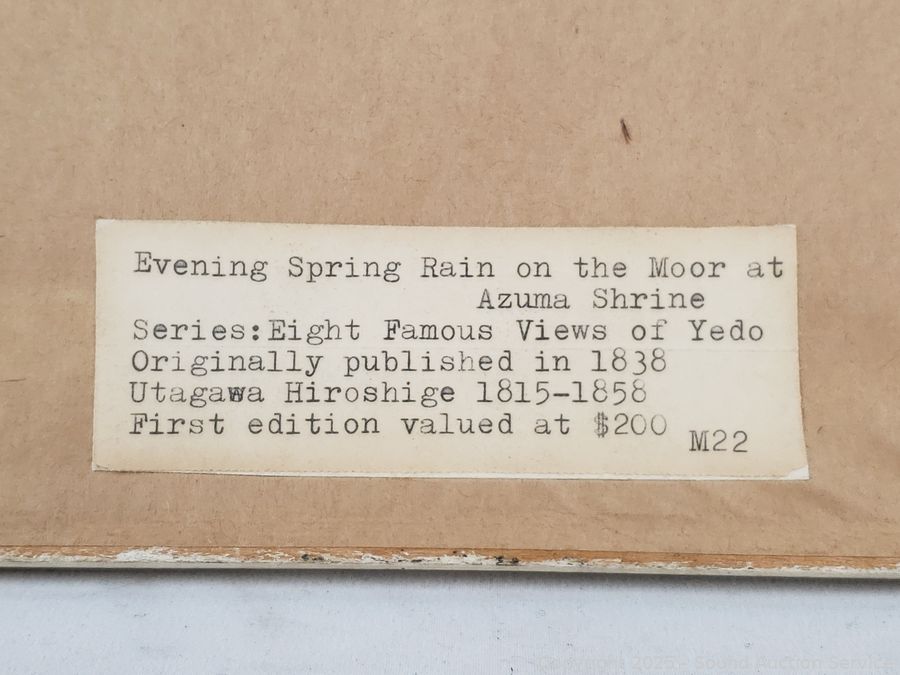 Evening Spring Rain on the Moor at
Azuma Shrine
Series:Eight Famous Views of Yedo
Originally published in 1838
Utagawa Hiroshige 1815-1858
First edition valued at $200
M22
Copyright 2025 - Sound Auction Service